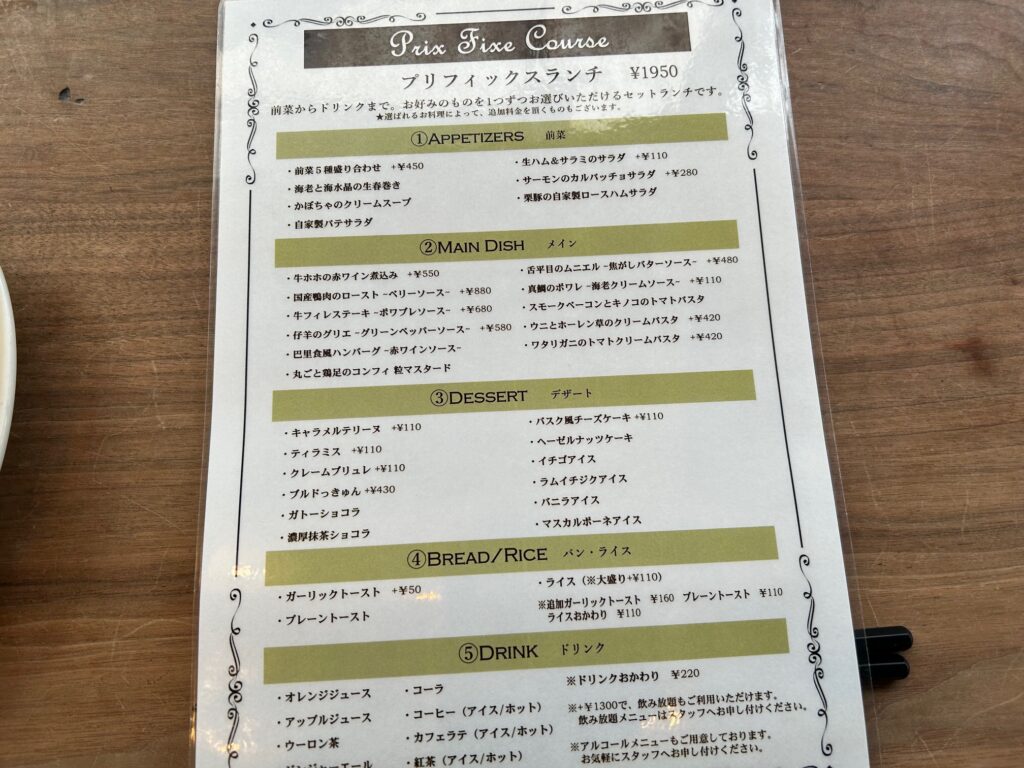 Prix Fixe Course
プリフィックスランチ ¥1950
前菜からドリンクまで。お好みのものを1つずつお選びいただけるセットランチです。
★選ばれるお料理によって、追加料金を頂くものもございます。
①APPETIZERS 前菜
・前菜５種盛り合わせ +¥450
・海老と海水晶の生春巻き
・かぼちゃのクリームスープ
・自家製パテサラダ
・生ハム＆サラミのサラダ +¥110
・サーモンのカルパッチョサラダ +¥280
・栗豚の自家製ロースハムサラダ
②MAIN DISH メイン
・牛ホホの赤ワイン煮込み +¥550
・国産鴨肉のロースト ~ベリーソース~ +¥880
・牛フィレステーキ ~ポワブレソース~ +¥680
・仔羊のグリエ ~グリーンペッパーソース~ +¥580
・巴里食風ハンバーグ ~赤ワインソース~
・丸ごと鶏足のコンフィ 粒マスタード
・舌平目のムニエル ~焦がしバターソース~ +¥480
・真鯛のポワレ ~海老クリームソース~ +¥110
・スモークベーコンとキノコのトマトパスタ
・ウニとホーレン草のクリームパスタ +¥420
・ワタリガニのトマトクリームパスタ +¥420
③DESSERT デザート
・キャラメルテリーヌ +¥110
・ティラミス +¥110
・クレームブリュレ +¥110
・ブルドっきゅん +¥430
・ガトーショコラ
・濃厚抹茶ショコラ
・バスク風チーズケーキ +¥110
・ヘーゼルナッツケーキ
・イチゴアイス
・ラムイチジクアイス
・バニラアイス
・マスカルポーネアイス
④BREAD/RICE パン・ライス
・ガーリックトースト +¥50
・プレーントースト
・ライス（※大盛り+¥110）
※追加ガーリックトースト ¥160 プレーントースト ¥110
ライスおかわり ¥110
⑤DRINK ドリンク
・オレンジジュース
・アップルジュース
・ウーロン茶
・ジンジャーエール
・コーラ
・コーヒー（アイス/ホット）
・カフェラテ（アイス/ホット）
・紅茶（アイス/ホット）
※ドリンクおかわり ¥220
※+¥1300で、飲み放題もご利用いただけます。
飲み放題メニューはスタッフへお申し付けください。
※アルコールメニューもご用意しております。
お気軽にスタッフへお申し付けください。